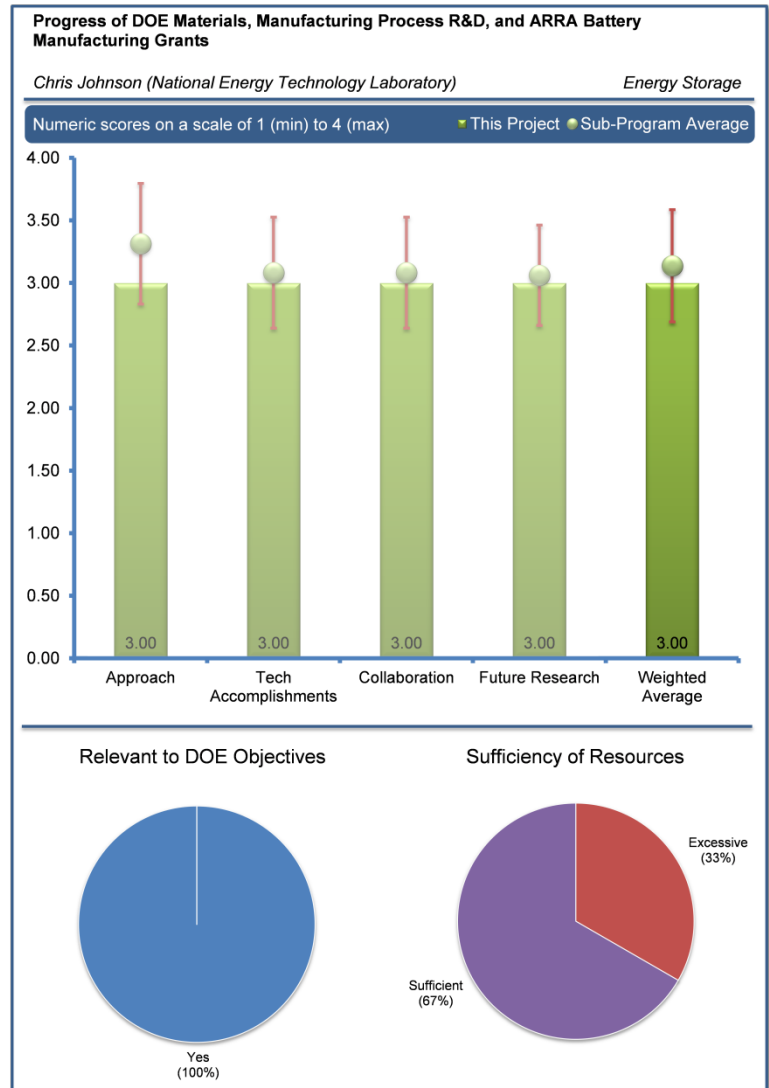 Progress of DOE Materials, Manufacturing Process R&D, and ARRA Battery
Manufacturing Grants
Chris Johnson (National Energy Technology Laboratory) Energy Storage
Numeric scores on a scale of 1 (min) to 4 (max) This Project Sub-Program Average
4.00
3.50
3.00
2.50
2.00
1.50
1.00
0.50
0.00
3.00 3.00 3.00 3.00 3.00
Approach Tech Collaboration Future Research Weighted
Accomplishments Average
Relevant to DOE Objectives Sufficiency of Resources
Excessive
(33%)
Sufficient
(67%)
Yes
(100%)